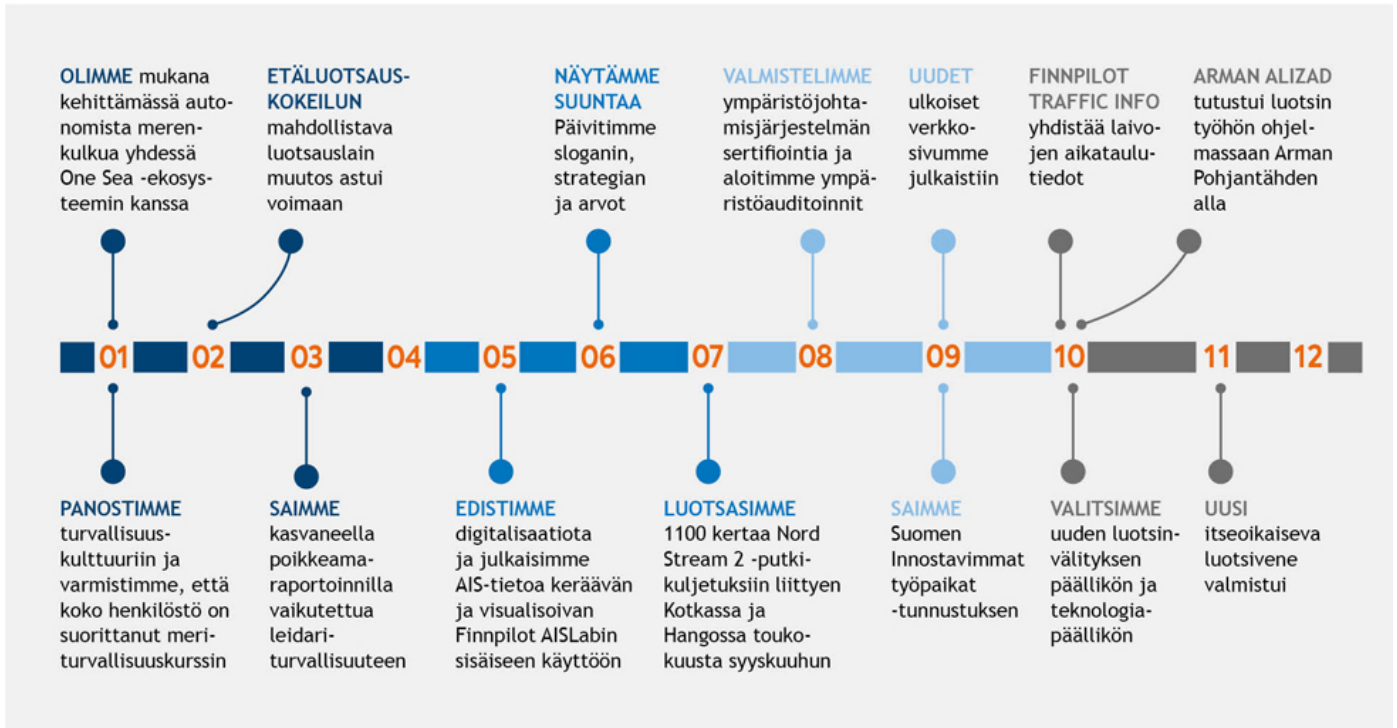 OLIMME mukana
kehittämässä auto-
nomista meren-
kulkua yhdessä
One Sea -ekosys-
teemin kanssa
ETÄLUOTSAUS-
KOKEILUN
mahdollistava
luotsauslain
muutos astui
voimaan
NÄYTÄMME
SUUNTAA
Päivitimme
sloganin,
strategian
ja arvot
VALMISTELIMME
ympäristöjohta-
misjärjestelmän
sertifiointia ja
aloitimme ympä-
ristöauditoinnit
UUDET
ulkoiset
verkko-
sivumme
julkaistiin
FINNPILOT
TRAFFIC INFO
yhdistää laivo-
jen aikataulu-
tiedot
ARMAN ALIZAD
tutustui luotsin
työhön ohjel-
massaan Arman
Pohjantähden
alla
01 02 03 04 05 06 07 08 09 10 11 12
PANOSTIMME
turvallisuus-
kulttuuriin ja
varmistimme, että
koko henkilöstö on
suorittanut meri-
turvallisuuskurssin
SAIMME
kasvaneella
poikkeama-
raportoinnilla
vaikutettua
leidari-
turvallisuuteen
EDISTIMME
digitalisaatiota
ja julkaisimme
AIS-tietoa keräävän
ja visualisoivan
Finnpilot AISLabin
sisäiseen käyttöön
LUOTSASIMME
1100 kertaa Nord
Stream 2 -putki-
kuljetuksiin liittyen
Kotkassa ja
Hangossa touko-
kuusta syyskuuhun
SAIMME
Suomen
Innostavimmat
työpaikat
-tunnustuksen
VALITSIMME
uuden luotsin-
välityksen
päällikön ja
teknologia-
päällikön
UUSI
itseoikaiseva
luotsivene
valmistui